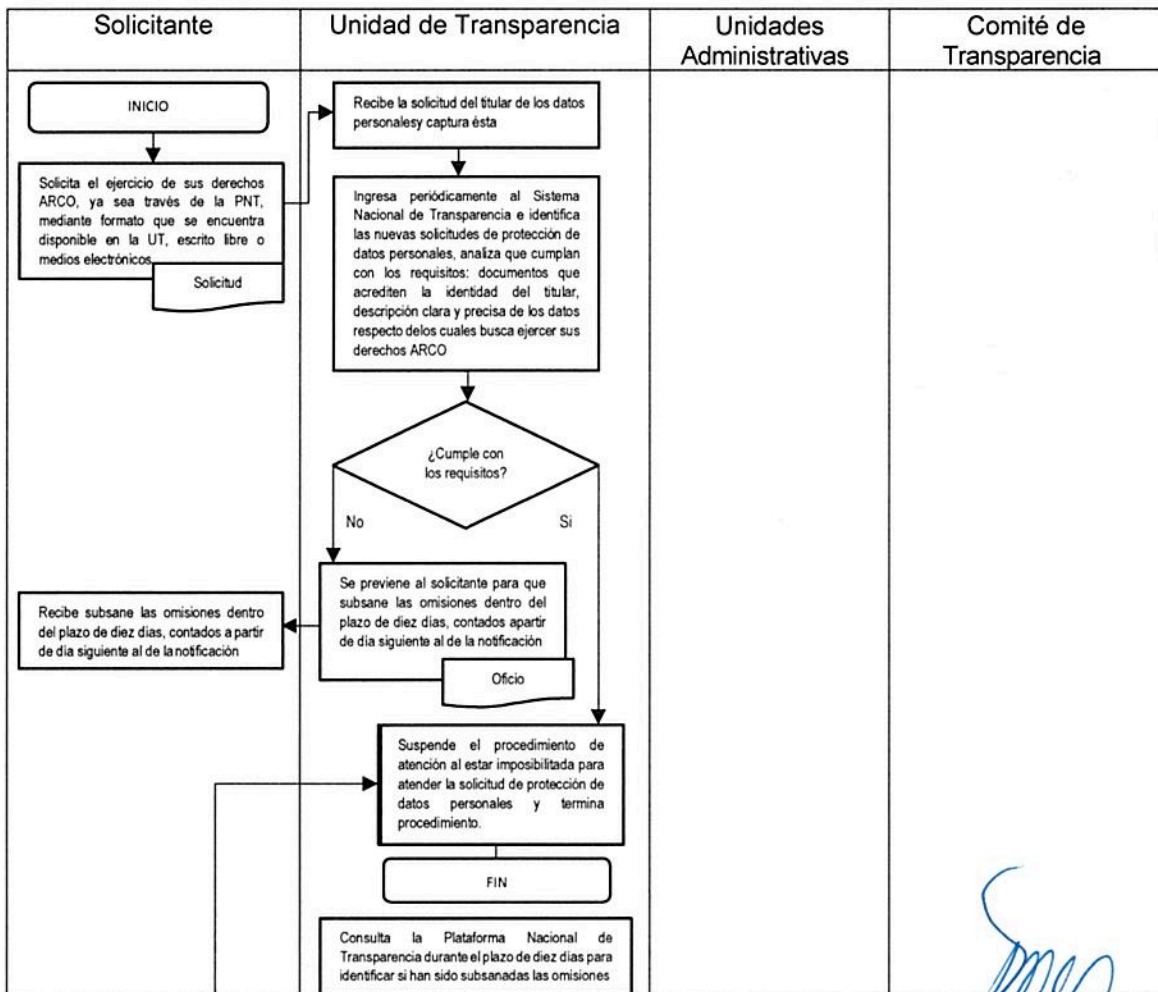 Solicitante
Unidad de Transparencia
Unidades
Administrativas
Comité de
Transparencia
INICIO
Solicita el ejercicio de sus derechos
ARCO, ya sea través de la PNT,
mediante formato que se encuentra
disponible en la UT, escrito libre o
medios electrónicos
Solicitud
Recibe la solicitud del titular de los datos
personalesy captura ésta
Ingresa periódicamente al Sistema
Nacional de Transparencia e identifica
las nuevas solicitudes de protección de
datos personales, analiza que cumplan
con los requisitos: documentos que
acrediten la identidad del titular,
descripción clara y precisa de los datos
respecto delos cuales busca ejercer sus
derechos ARCO
¿Cumple con
los requisitos?
No
Si
Se previene al solicitante para que
subsane las omisiones dentro del
plazo de diez días, contados apartir
de día siguiente al de la notificación
Oficio
Recibe subsane las omisiones dentro
del plazo de diez días, contados a partir
de día siguiente al de la notificación
Suspende el procedimiento de
atención al estar imposibilitada para
atender la solicitud de protección de
datos personales y termina
procedimiento.
FIN
Consulta la Plataforma Nacional de
Transparencia durante el plazo de diez días para
identificar si han sido subsanadas las omisiones